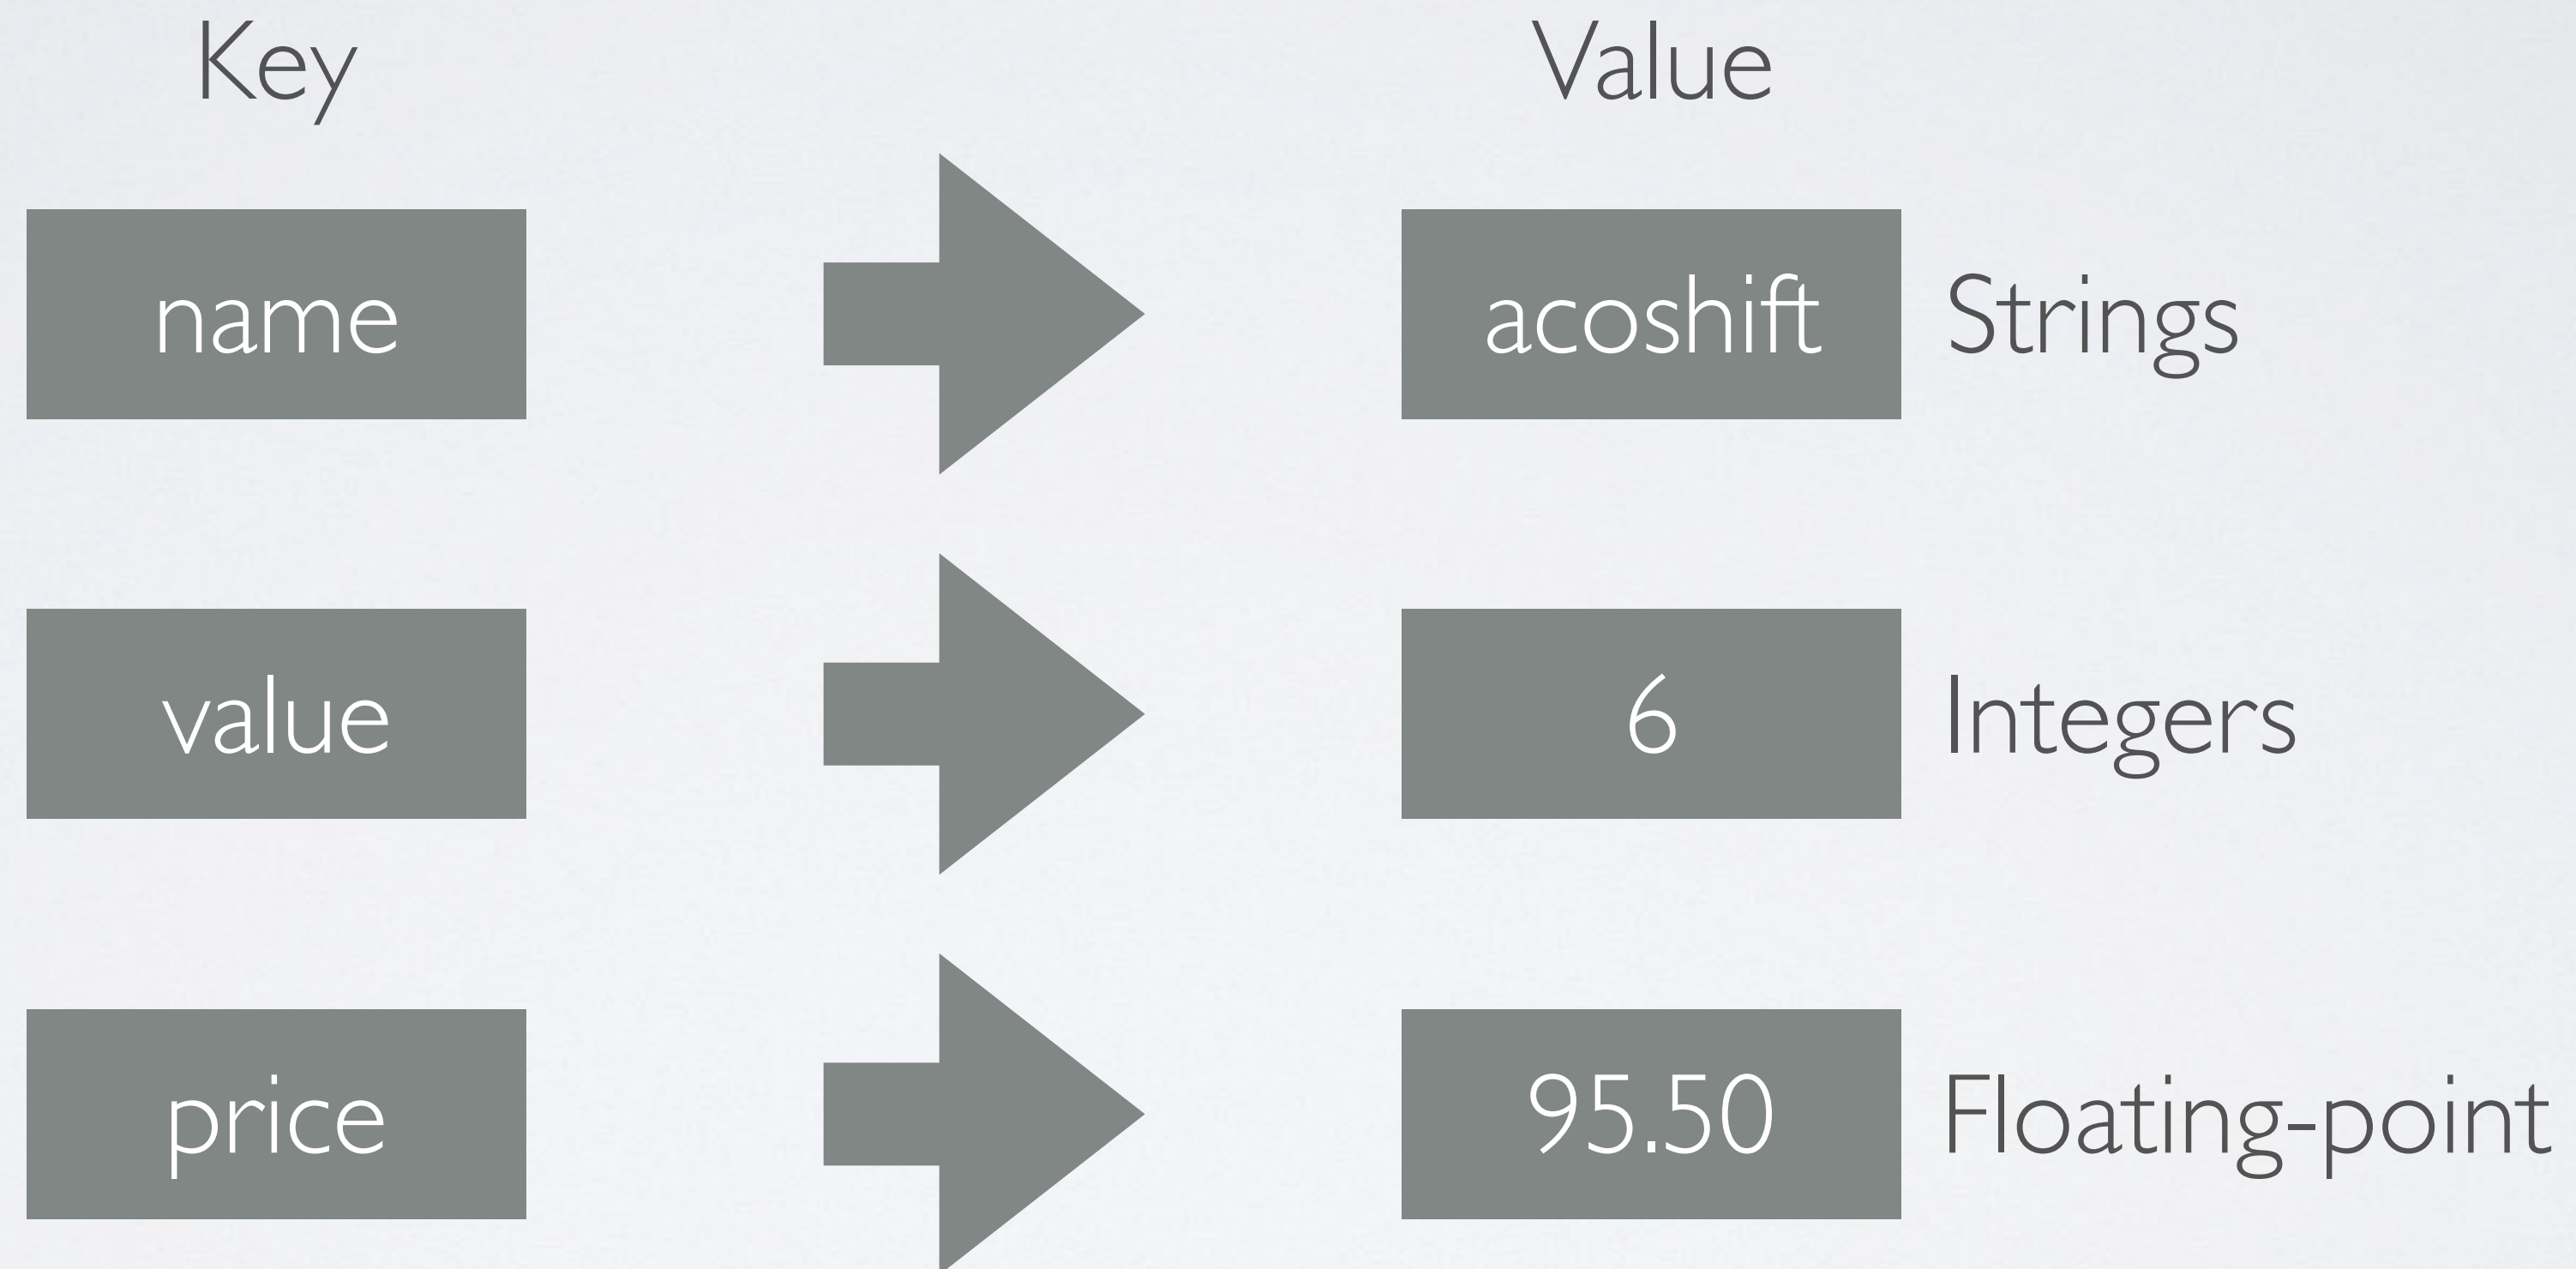 Key Value
name acoshift Strings
value 6 Integers
price 95.50 Floating-point